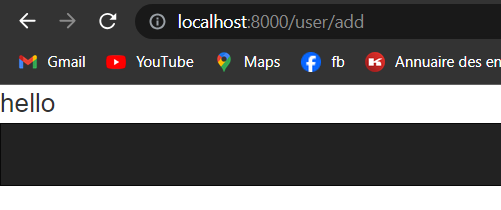 localhost:8000/user/add
Gmail YouTube Maps fb Annuaire des en
hello